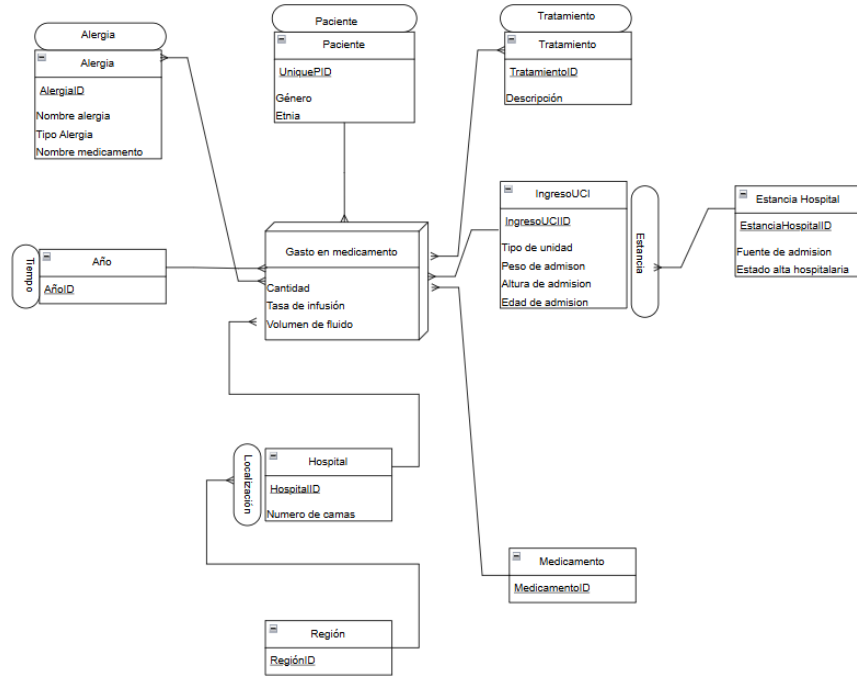 Alergia
Alergia
AlergiaID
Nombre alergia
Tipo Alergia
Nombre medicamento
Paciente
Paciente
UniquePID
Género
Etnia
Tratamiento
Tratamiento
TratamientoID
Descripción
IngresoUCI
IngresoUCIID
Tipo de unidad
Peso de admison
Altura de admision
Edad de admision
Estancia
Estancia Hospital
EstanciaHospitalID
Fuente de admision
Estado alta hospitalaria
Tiempo
Año
AñoID
Gasto en medicamento
Cantidad
Tasa de infusión
Volumen de fluido
Localización
Hospital
HospitalID
Numero de camas
Medicamento
MedicamentoID
Región
RegiónID